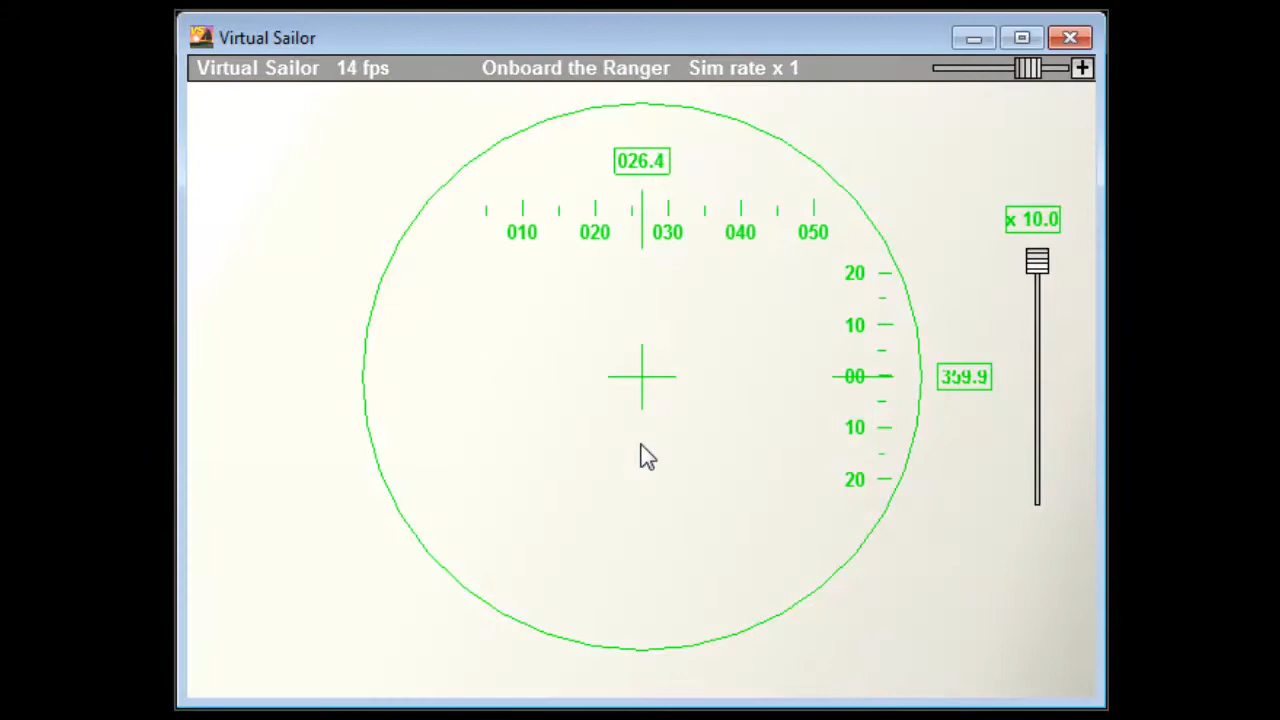 Virtual Sailor
Virtual Sailor 14 fps Onboard the Ranger Sim rate x 1
026.4
010 020 030 040 050
x 10.0
20
10
00 359.9
10
20